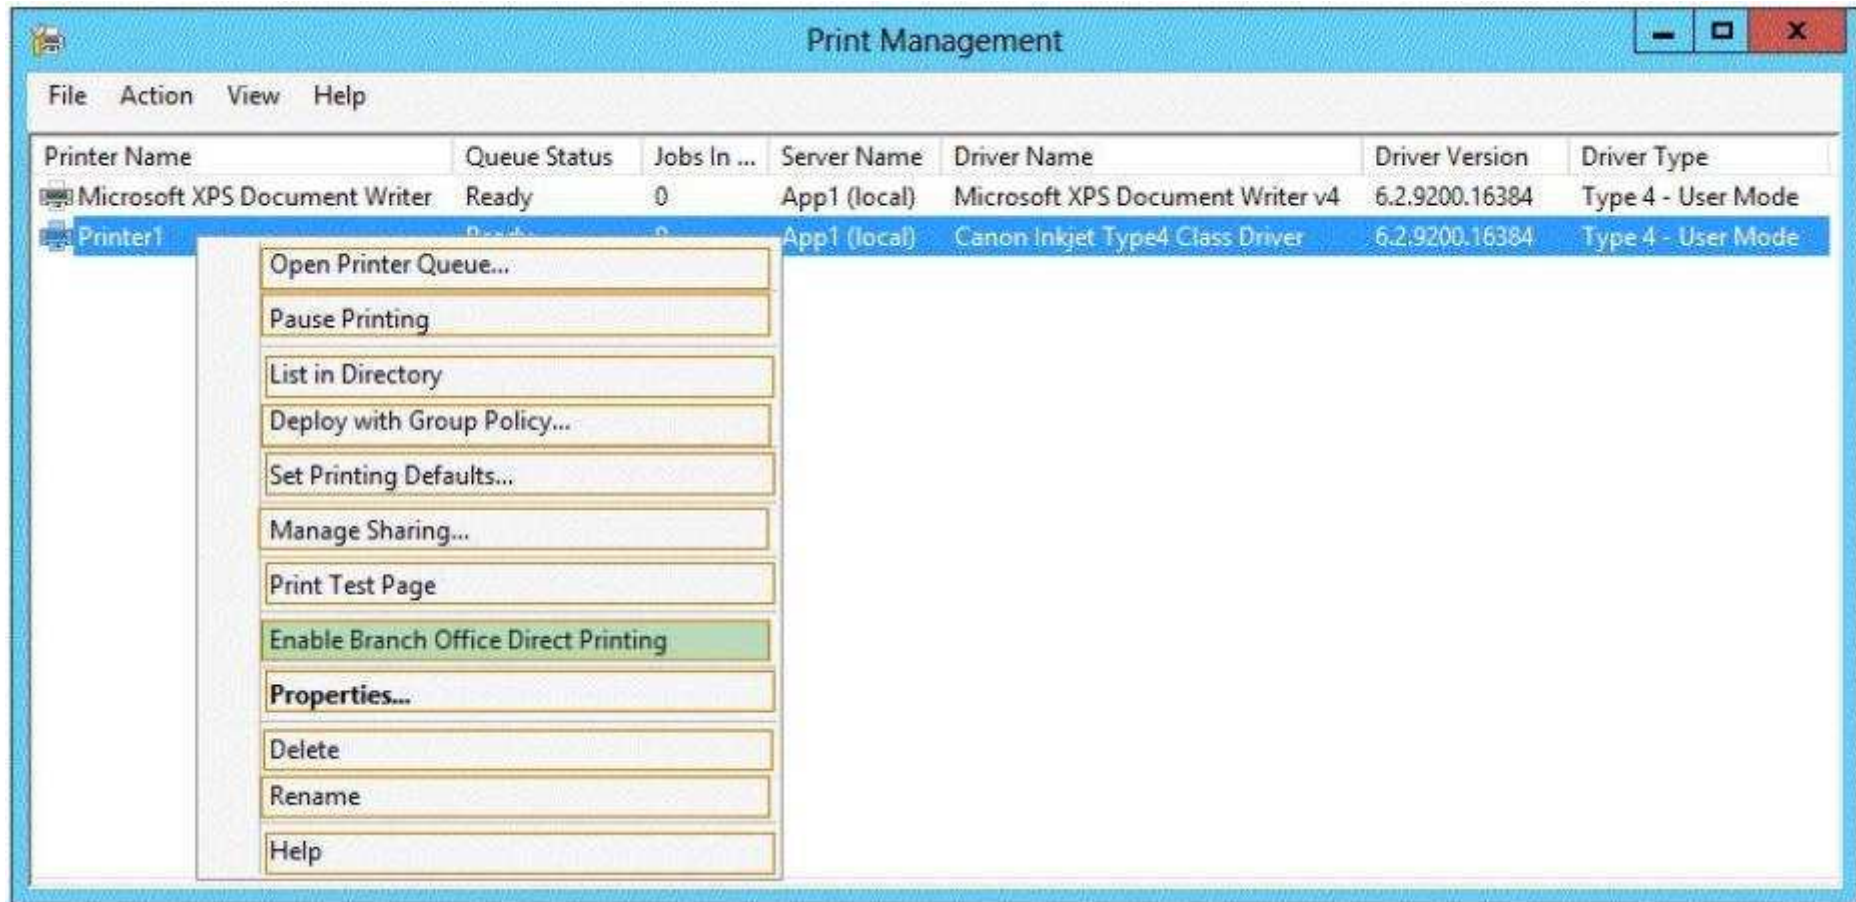 Print Management
File Action View Help
Printer Name Queue Status Jobs In ... Server Name Driver Name Driver Version Driver Type
Microsoft XPS Document Writer Ready 0 App1 (local) Microsoft XPS Document Writer v4 6.2.9200.16384 Type 4 - User Mode
Printer1 App1 (local) Canon Inkjet Type4 Class Driver 6.2.9200.16384 Type 4 - User Mode
Open Printer Queue...
Pause Printing
List in Directory
Deploy with Group Policy...
Set Printing Defaults...
Manage Sharing...
Print Test Page
Enable Branch Office Direct Printing
Properties...
Delete
Rename
Help